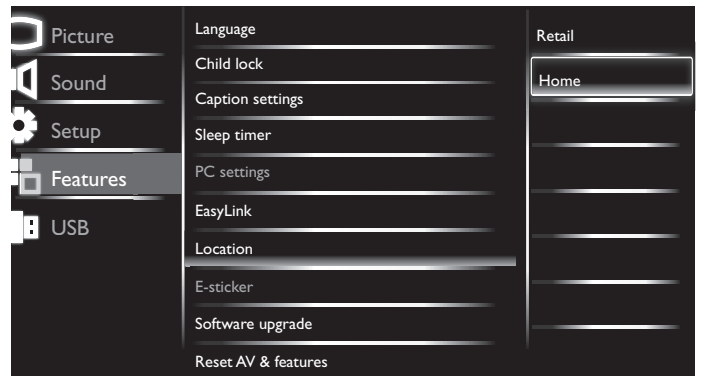 Picture
Sound
Setup
Features
USB
Language
Child lock
Caption settings
Sleep timer
PC settings
EasyLink
Location
E-sticker
Software upgrade
Reset AV & features
Retail
Home